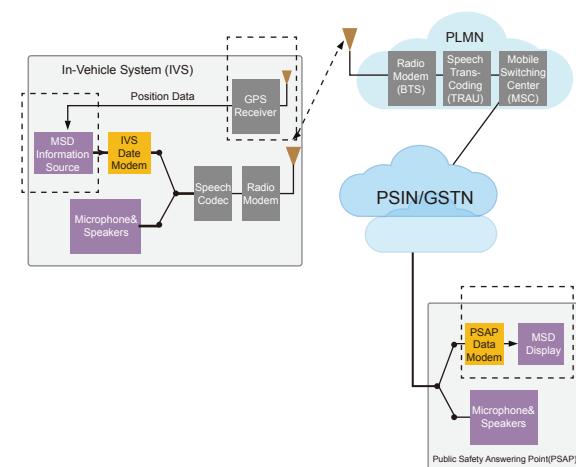 PLMN
Radio
Modem
(BTS)
Speech
Trans-
Coding
(TRAU)
Mobile
Switching
Center
(MSC)
In-Vehicle System (IVS)
Position Data
GPS
Receiver
MSD
Information
Source
IVS
Date
Modem
Speech
Codec
Radio
Modem
Microphone&
Speakers
PSIN/GSTN
PSAP
Data
Modem
MSD
Display
Microphone&
Speakers
Public Safety Answering Point(PSAP)